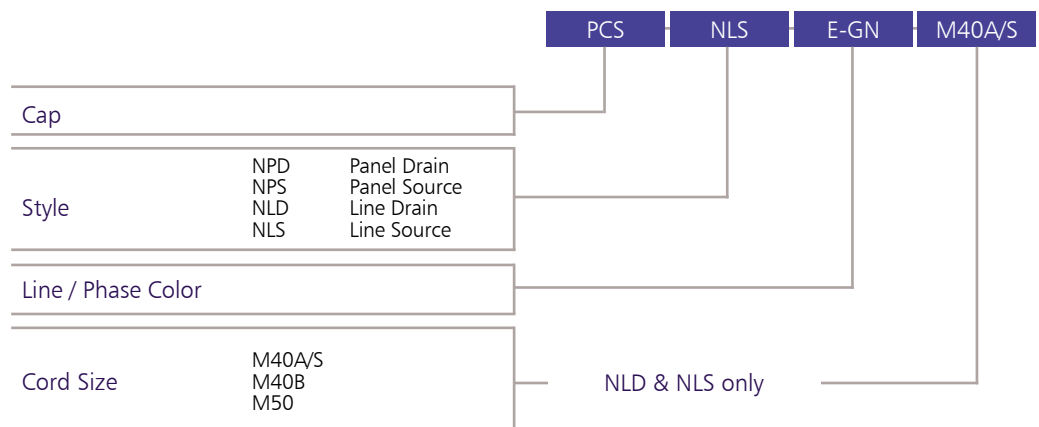 PCS NLS E-GN M40A/S
Cap
Style
NPD Panel Drain
NPS Panel Source
NLD Line Drain
NLS Line Source
Line / Phase Color
Cord Size
M40A/S
M40B
M50
NLD & NLS only